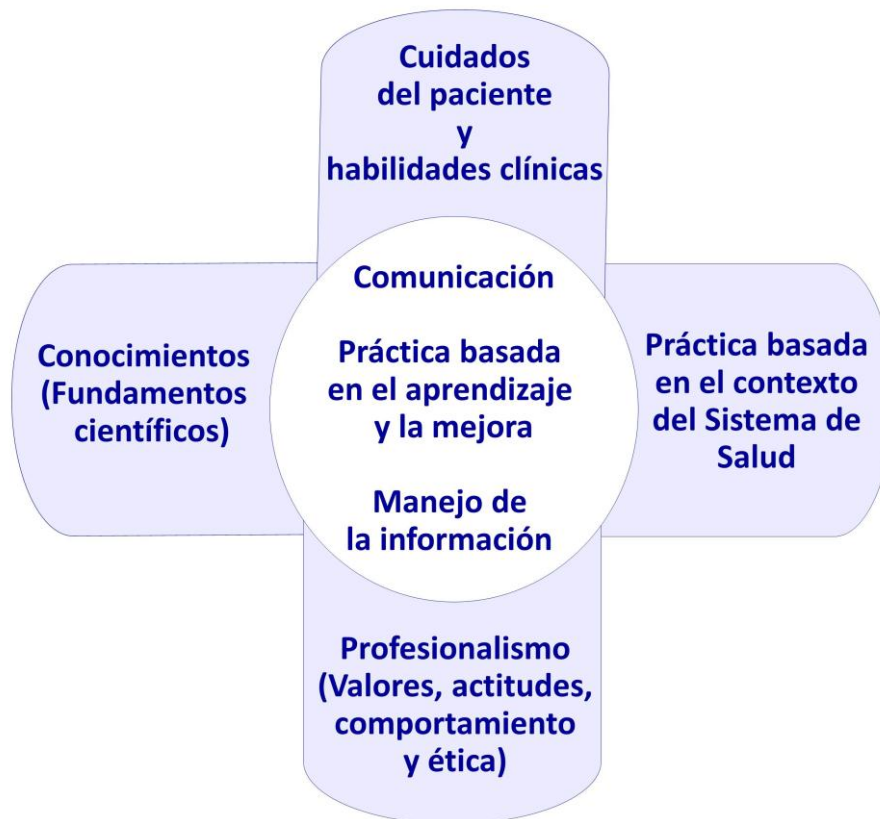 Cuidados
del paciente
y
habilidades clínicas
Conocimientos
(Fundamentos
científicos)
Comunicación
Práctica basada
en el aprendizaje
y la mejora
Manejo de
la información
Práctica basada
en el contexto
del Sistema de
Salud
Profesionalismo
(Valores, actitudes,
comportamiento
y ética)